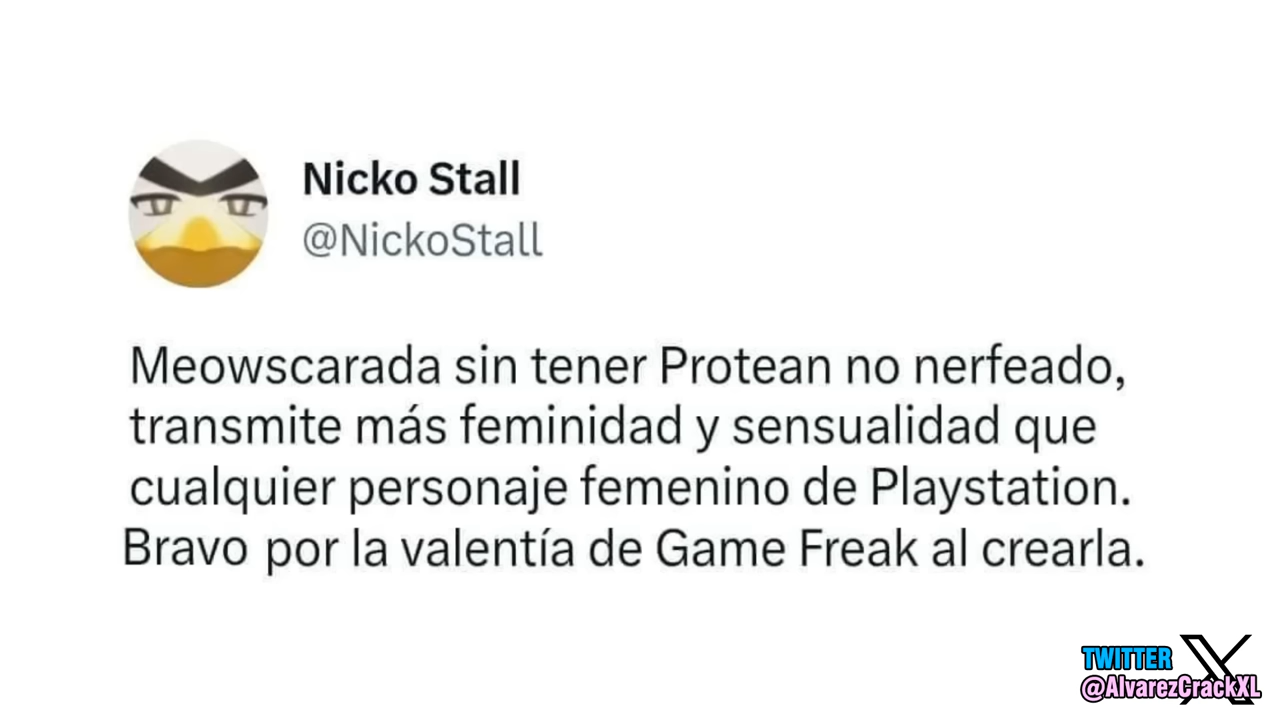 Nicko Stall
@NickoStall
Meowscarada sin tener Protean no nerfeado,
transmite más feminidad y sensualidad que
cualquier personaje femenino de Playstation.
Bravo por la valentía de Game Freak al crearla.
TWITTER
@AlvarezCrackXL